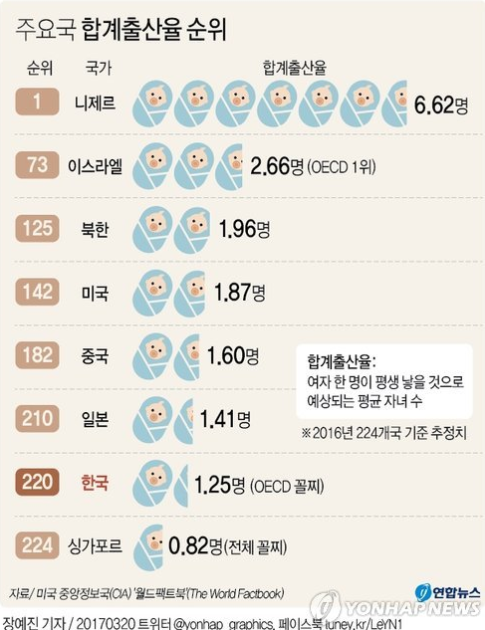 주요국 합계출산율 순위
순위 국가 합계출산율
1 니제르 6.62명
73 이스라엘 2.66명 (OECD 1위)
125 북한 1.96명
142 미국 1.87명
182 중국 1.60명
합계출산율:
여자 한 명이 평생 낳을 것으로
예상되는 평균 자녀 수
210 일본 1.41명
※2016년 224개국 기준 추정치
220 한국 1.25명 (OECD 꼴찌)
224 싱가포르 0.82명(전체 꼴찌)
자료/ 미국 중앙정보국(CIA) '월드팩트북'(The World Factbook)
연합뉴스
YONHAPNEWS
장예진 기자 / 20170320 트위터 @yonhap_graphics, 페이스북 tuney.kr/LeYN1